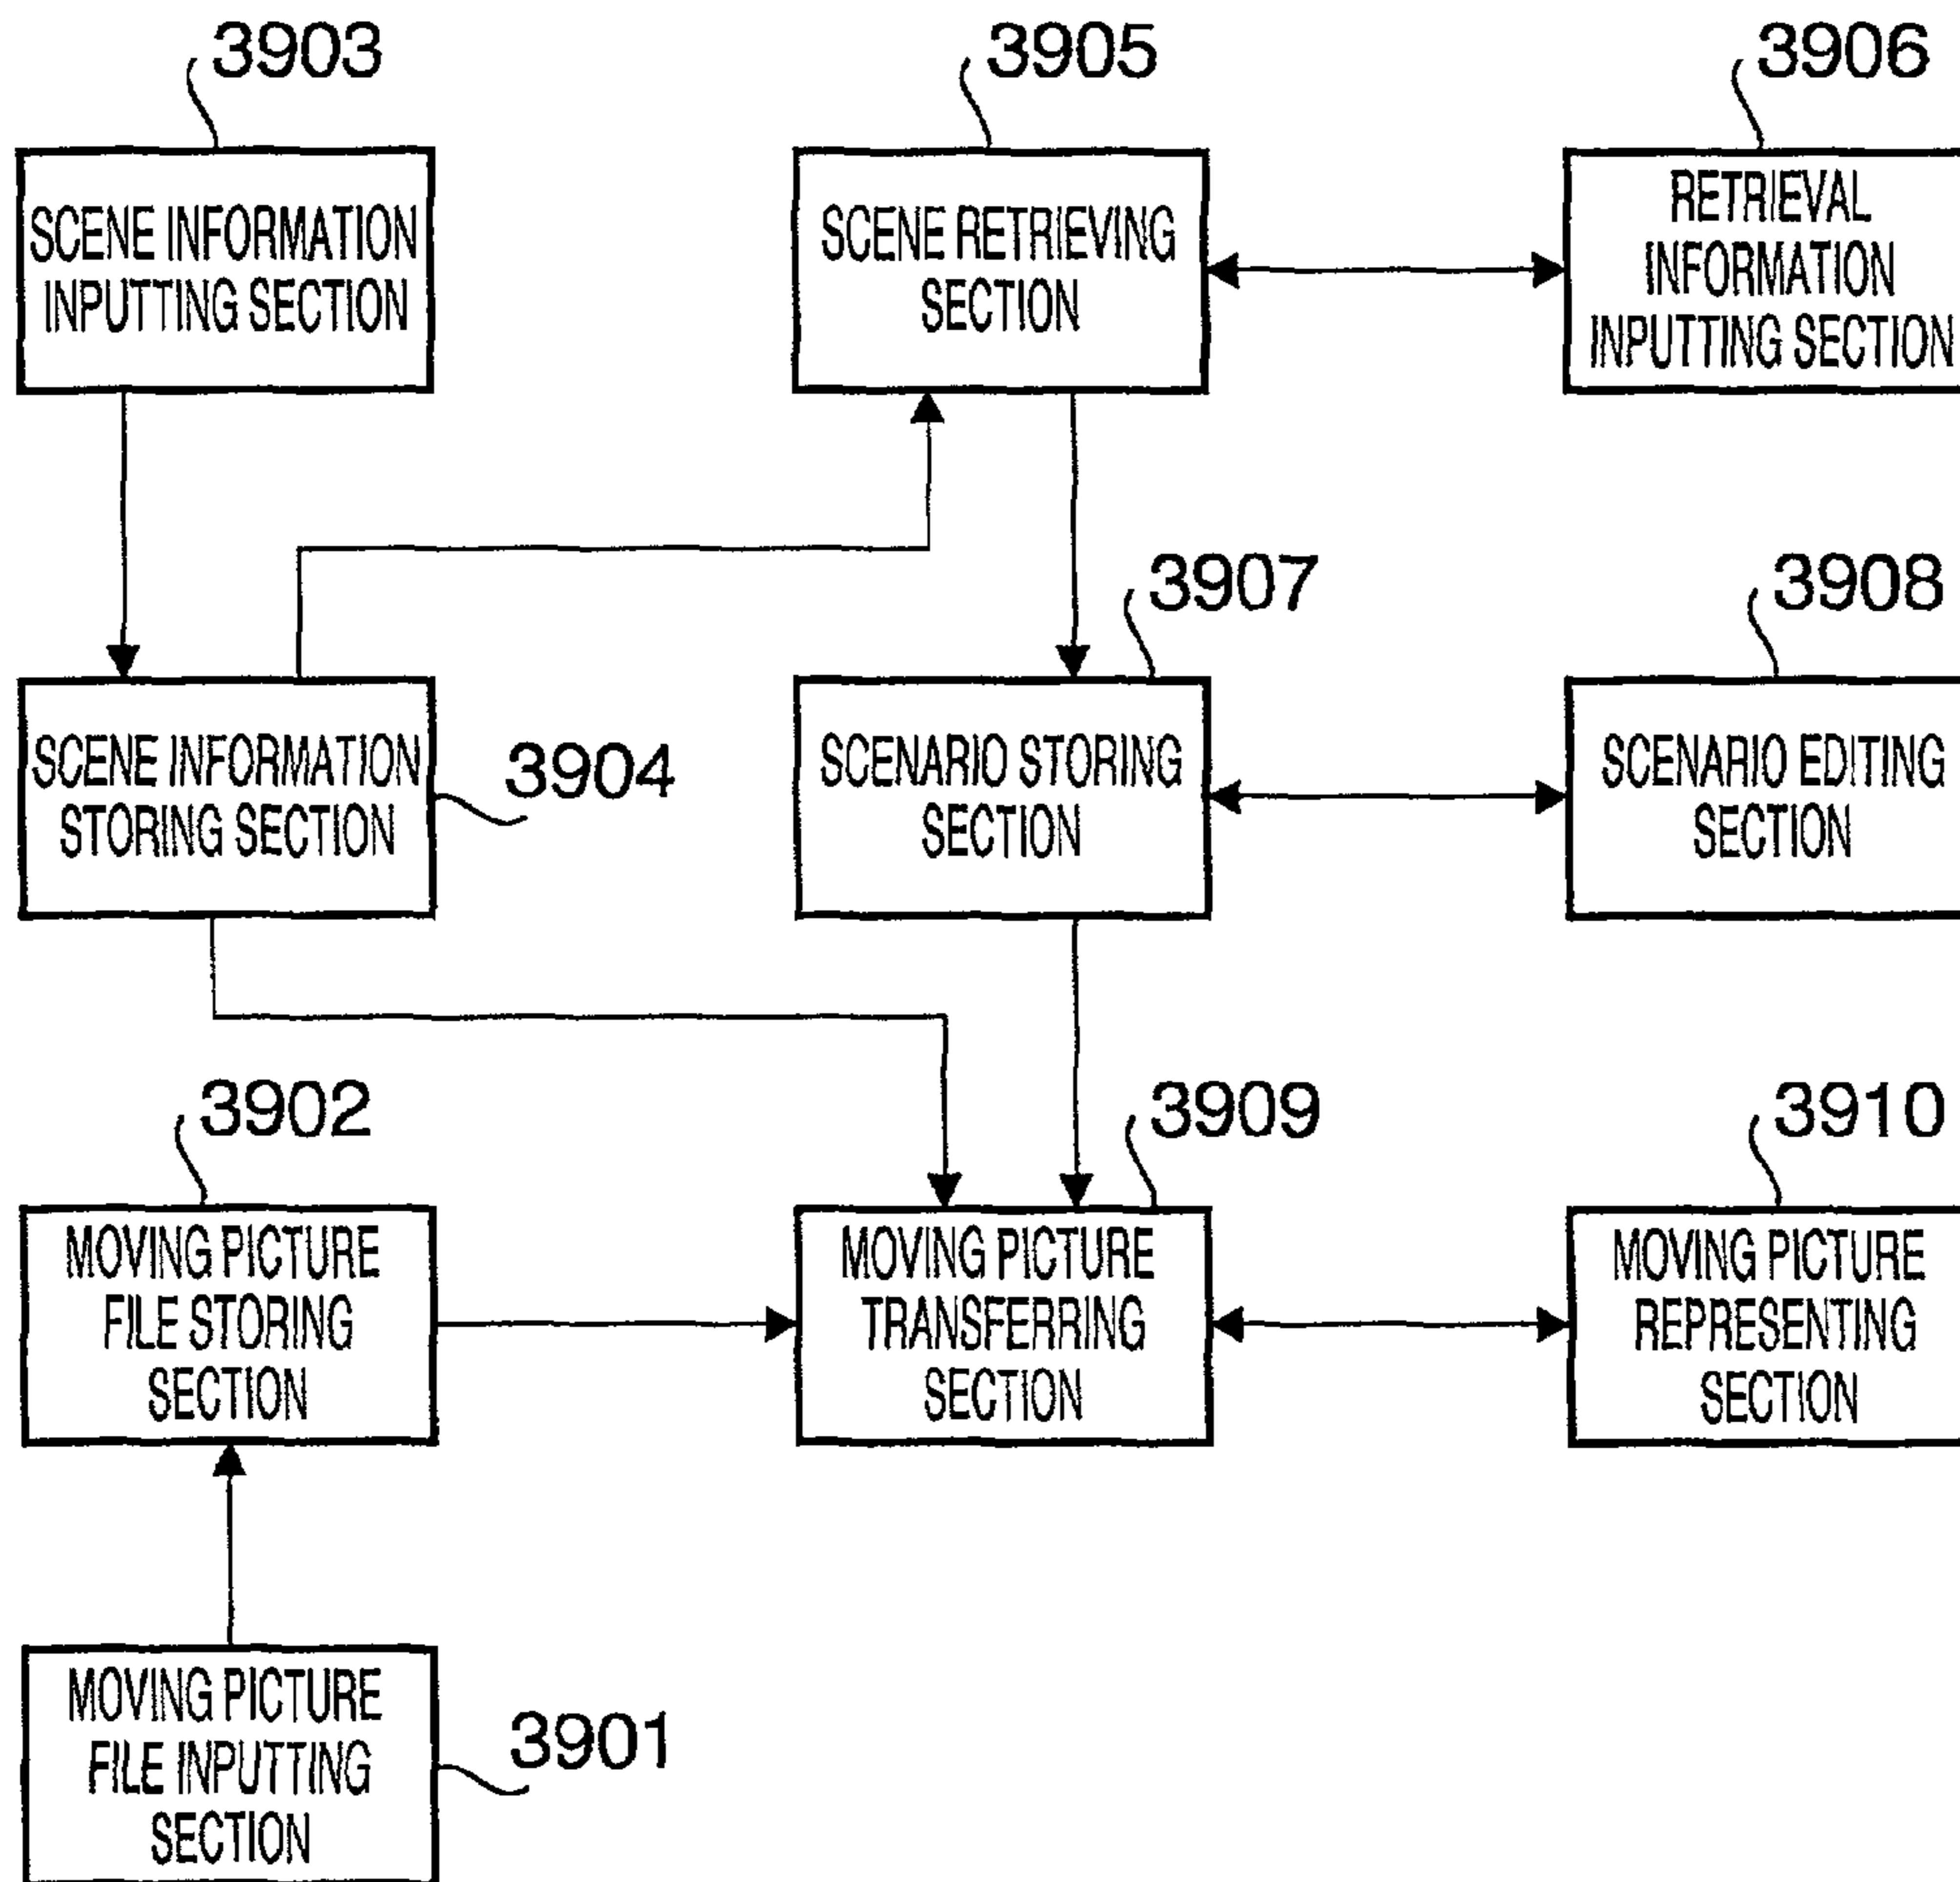 3903
3905
3906
SCENE INFORMATION
INPUTTING SECTION
SCENE RETRIEVING
SECTION
RETRIEVAL
INFORMATION
INPUTTING SECTION
3907
3908
SCENE INFORMATION
STORING SECTION
3904
SCENARIO STORING
SECTION
SCENARIO EDITING
SECTION
3902
3909
3910
MOVING PICTURE
FILE STORING
SECTION
MOVING PICTURE
TRANSFERRING
SECTION
MOVING PICTURE
REPRESENTING
SECTION
MOVING PICTURE
FILE INPUTTING
SECTION
3901